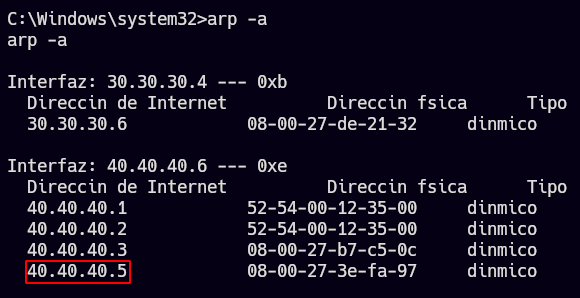 C:\Windows\system32>arp -a
arp -a
Interfaz: 30.30.30.4 --- 0xb
Direccin de Internet Direccin fsica Tipo
30.30.30.6 08-00-27-de-21-32 dinmico
Interfaz: 40.40.40.6 --- 0xe
Direccin de Internet Direccin fsica Tipo
40.40.40.1 52-54-00-12-35-00 dinmico
40.40.40.2 52-54-00-12-35-00 dinmico
40.40.40.3 08-00-27-b7-c5-0c dinmico
40.40.40.5 08-00-27-3e-fa-97 dinmico